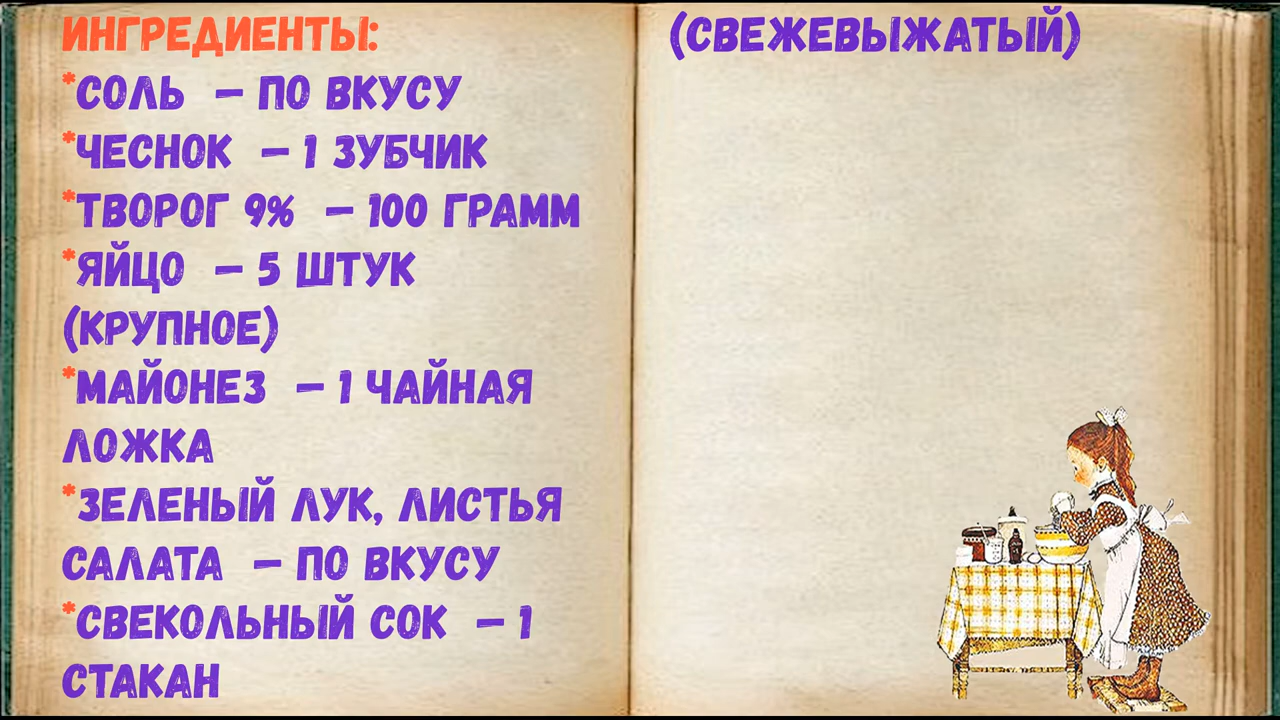 ИНГРЕДИЕНТЫ:
*СОЛЬ – ПО ВКУСУ
*ЧЕСНОК – 1 ЗУБЧИК
*ТВОРОГ 9% – 100 ГРАММ
*ЯЙЦО – 5 ШТУК
(КРУПНОЕ)
*МАЙОНЕЗ – 1 ЧАЙНАЯ
ЛОЖКА
*ЗЕЛЕНЫЙ ЛУК, ЛИСТЬЯ
САЛАТА – ПО ВКУСУ
*СВЕКОЛЬНЫЙ СОК – 1
СТАКАН
(СВЕЖЕВЫЖАТЫЙ)